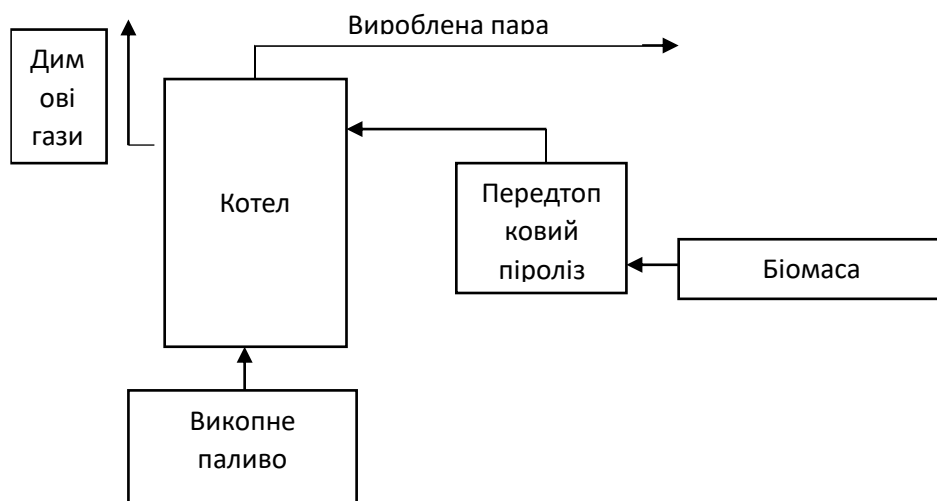 Вироблена пара
Дим
ові
гази
Котел
Передтоп
ковий
піроліз
Біомаса
Викопне
паливо